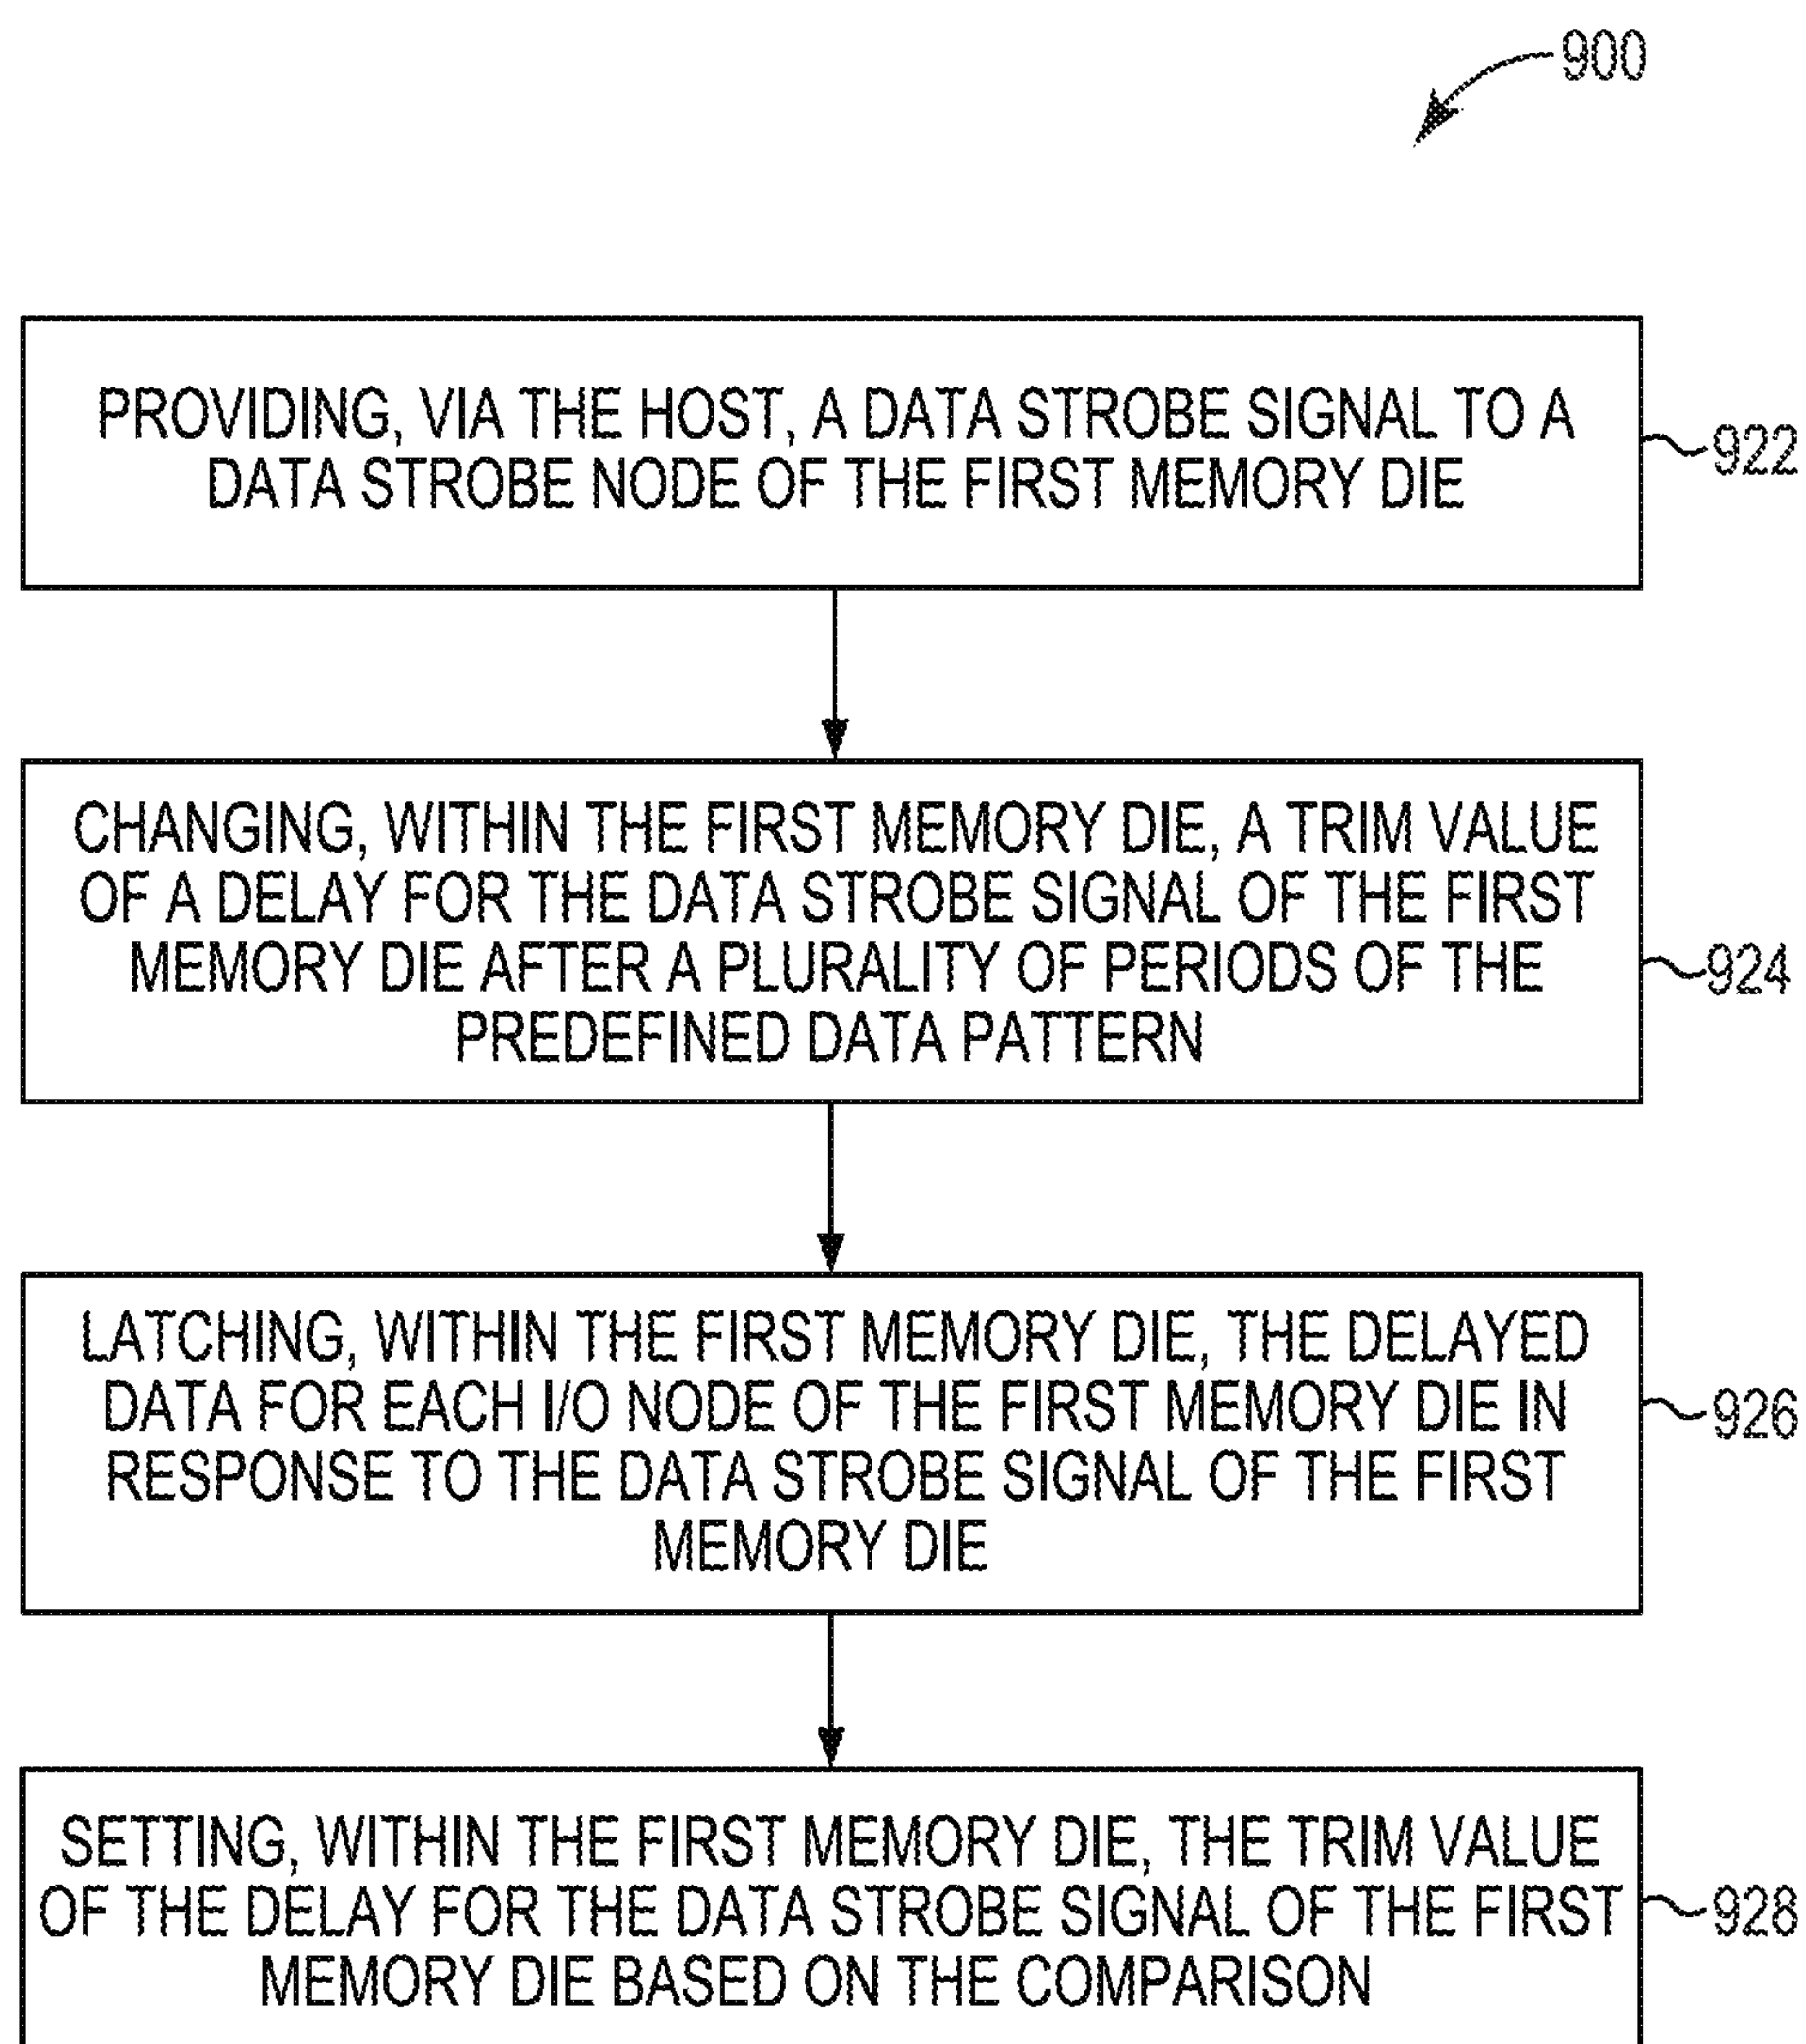 900
PROVIDING, VIA THE HOST, A DATA STROBE SIGNAL TO A
DATA STROBE NODE OF THE FIRST MEMORY DIE
922
CHANGING, WITHIN THE FIRST MEMORY DIE, A TRIM VALUE
OF A DELAY FOR THE DATA STROBE SIGNAL OF THE FIRST
MEMORY DIE AFTER A PLURALITY OF PERIODS OF THE
PREDEFINED DATA PATTERN
924
LATCHING, WITHIN THE FIRST MEMORY DIE, THE DELAYED
DATA FOR EACH I/O NODE OF THE FIRST MEMORY DIE IN
RESPONSE TO THE DATA STROBE SIGNAL OF THE FIRST
MEMORY DIE
926
SETTING, WITHIN THE FIRST MEMORY DIE, THE TRIM VALUE
OF THE DELAY FOR THE DATA STROBE SIGNAL OF THE FIRST
MEMORY DIE BASED ON THE COMPARISON
928